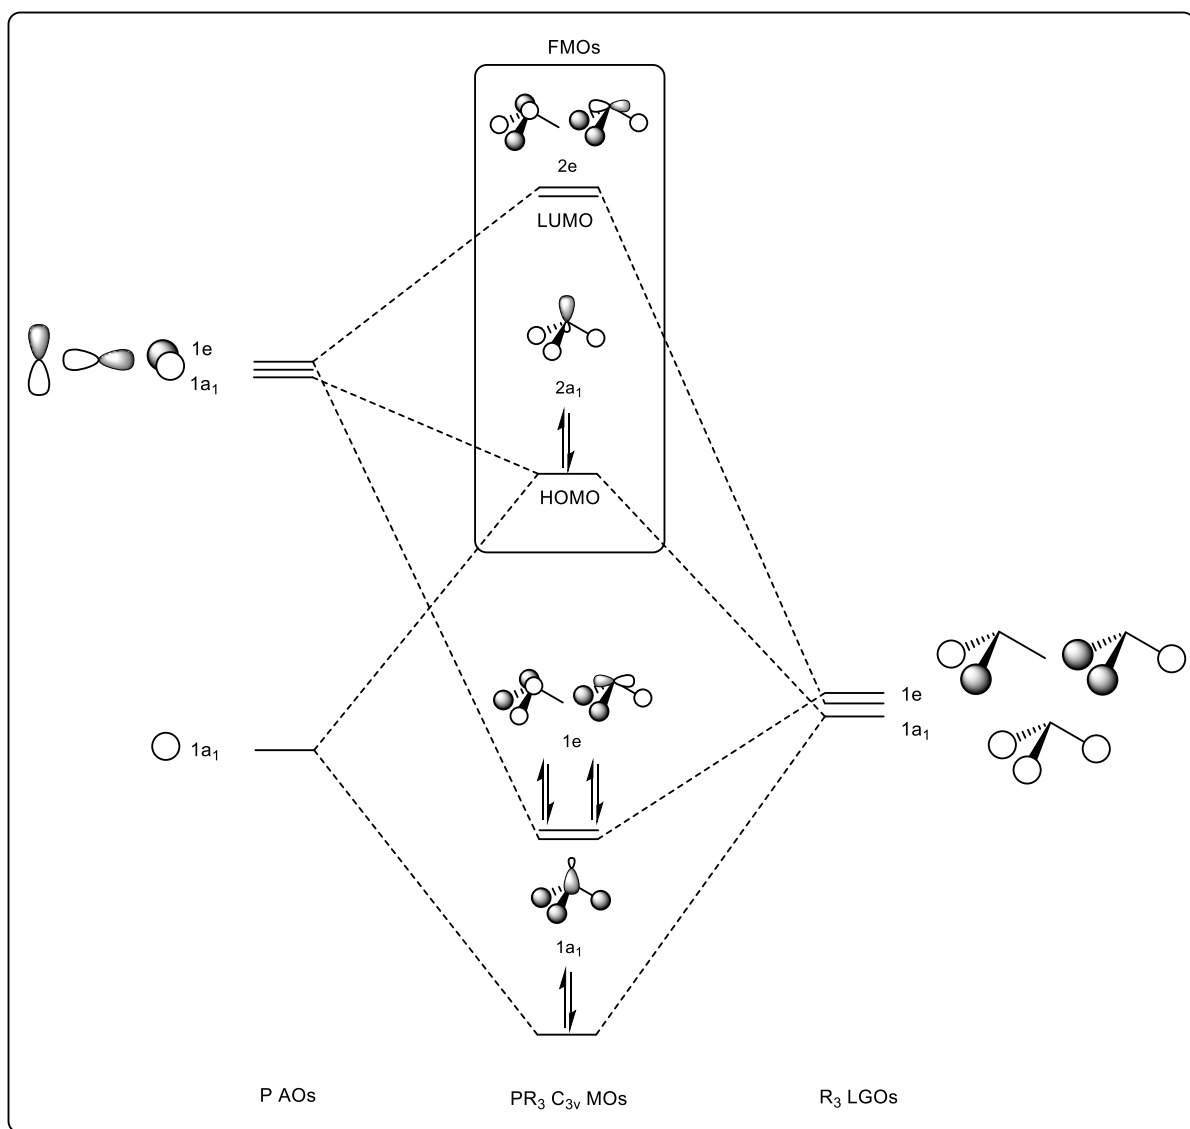 FMOs
2e
LUMO
1e
1a₁
2a₁
HOMO
1e
1a₁
1a₁
1e
1a₁
P AOs
PR₃ C₃ᵥ MOs
R₃ LGOs